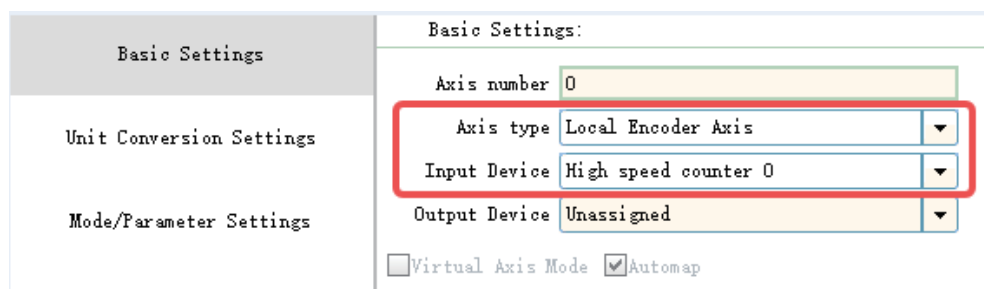 Basic Settings
Unit Conversion Settings
Mode/Parameter Settings
Basic Settings:
Axis number 0
Axis type Local Encoder Axis
Input Device High speed counter 0
Output Device Unassigned
Virtual Axis Mode Automap